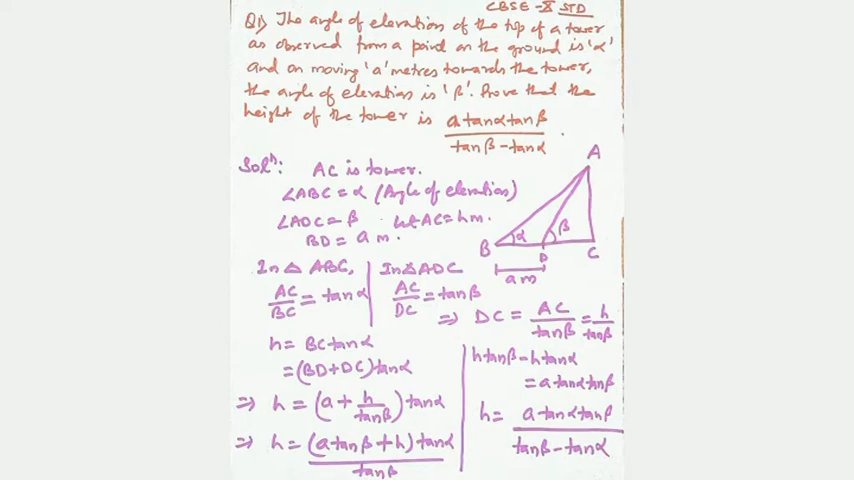 CBSE - X STD
Q1) The angle of elevation of the top of a tower
as observed from a point on the ground is 'α'
and on moving 'a' metres towards the tower,
the angle of elevation is 'β'. Prove that the
height of the tower is a tanα tanβ / tanβ - tanα .
Solⁿ: AC is tower.
∠ABC = α (Angle of elevation)
∠ADC = β . Let AC = h m.
BD = a m.
A
B α D β C
a m
In △ ABC,
AC/BC = tanα
h = BC tanα
= (BD + DC) tanα
⇒ h = (a + h/tanβ) tanα
⇒ h = (a tanβ + h) tanα / tanβ
In △ ADC
AC/DC = tanβ
⇒ DC = AC/tanβ = h/tanβ
h tanβ - h tanα
= a tanα tanβ
h = a tanα tanβ / tanβ - tanα